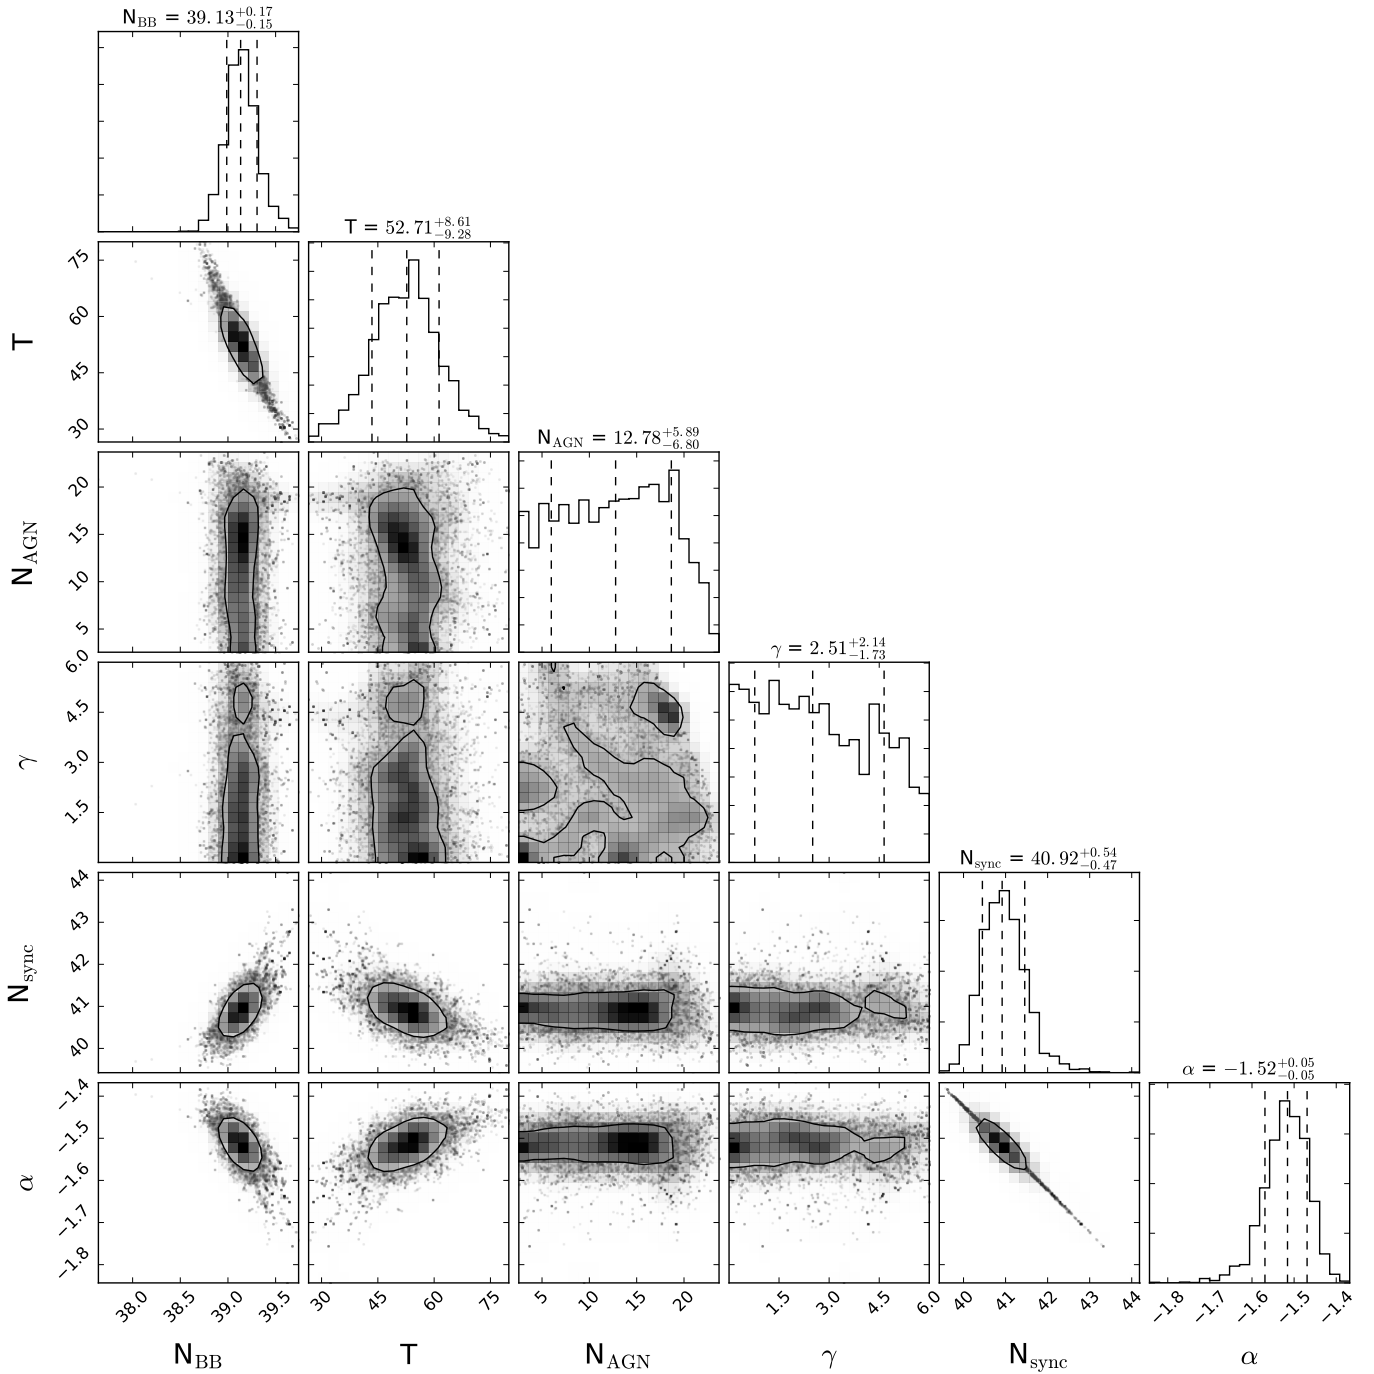 N_BB = 39.13 +0.17 −0.15
T = 52.71 +8.61 −9.28
75
60
45
30
T
N_AGN = 12.78 +5.89 −6.80
20
15
10
5
N_AGN
γ = 2.51 +2.14 −1.73
6.0
4.5
3.0
1.5
γ
N_sync = 40.92 +0.54 −0.47
44
43
42
41
40
N_sync
α = −1.52 +0.05 −0.05
−1.4
−1.5
−1.6
−1.7
−1.8
α
38.0 38.5 39.0 39.5 30 45 60 75 5 10 15 20 1.5 3.0 4.5 6.0 40 41 42 43 44 −1.8 −1.7 −1.6 −1.5 −1.4
N_BB T N_AGN γ N_sync α